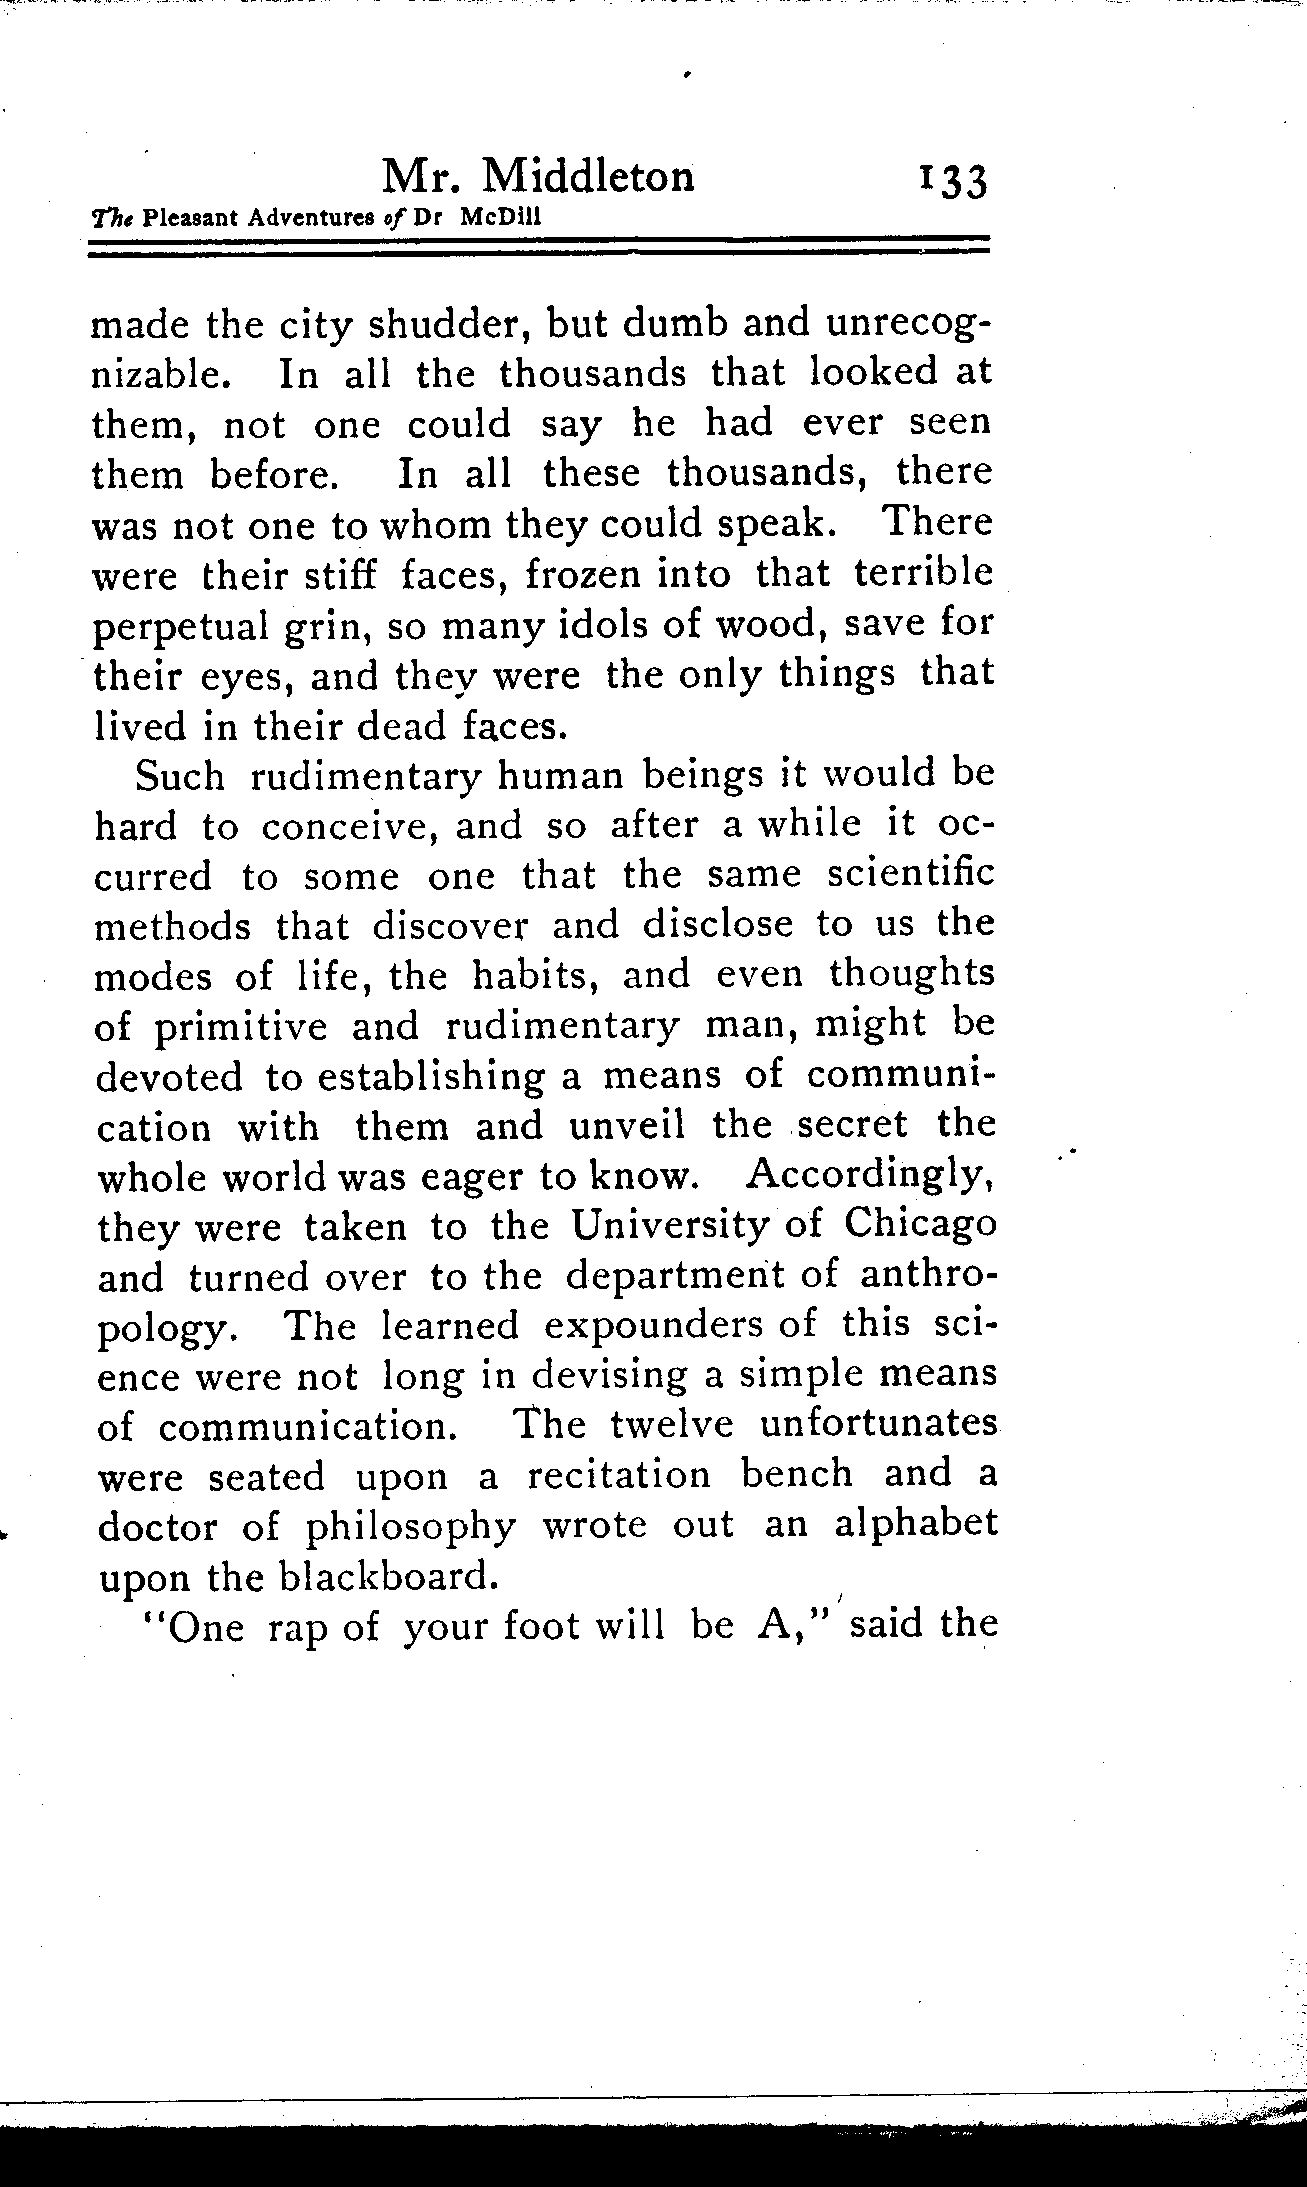 Mr. Middleton 133
The Pleasant Adventures of Dr McDill
made the city shudder, but dumb and unrecog-
nizable. In all the thousands that looked at
them, not one could say he had ever seen
them before. In all these thousands, there
was not one to whom they could speak. There
were their stiff faces, frozen into that terrible
perpetual grin, so many idols of wood, save for
their eyes, and they were the only things that
lived in their dead faces.
Such rudimentary human beings it would be
hard to conceive, and so after a while it oc-
curred to some one that the same scientific
methods that discover and disclose to us the
modes of life, the habits, and even thoughts
of primitive and rudimentary man, might be
devoted to establishing a means of communi-
cation with them and unveil the secret the
whole world was eager to know. Accordingly,
they were taken to the University of Chicago
and turned over to the department of anthro-
pology. The learned expounders of this sci-
ence were not long in devising a simple means
of communication. The twelve unfortunates
were seated upon a recitation bench and a
doctor of philosophy wrote out an alphabet
upon the blackboard.
"One rap of your foot will be A," said the